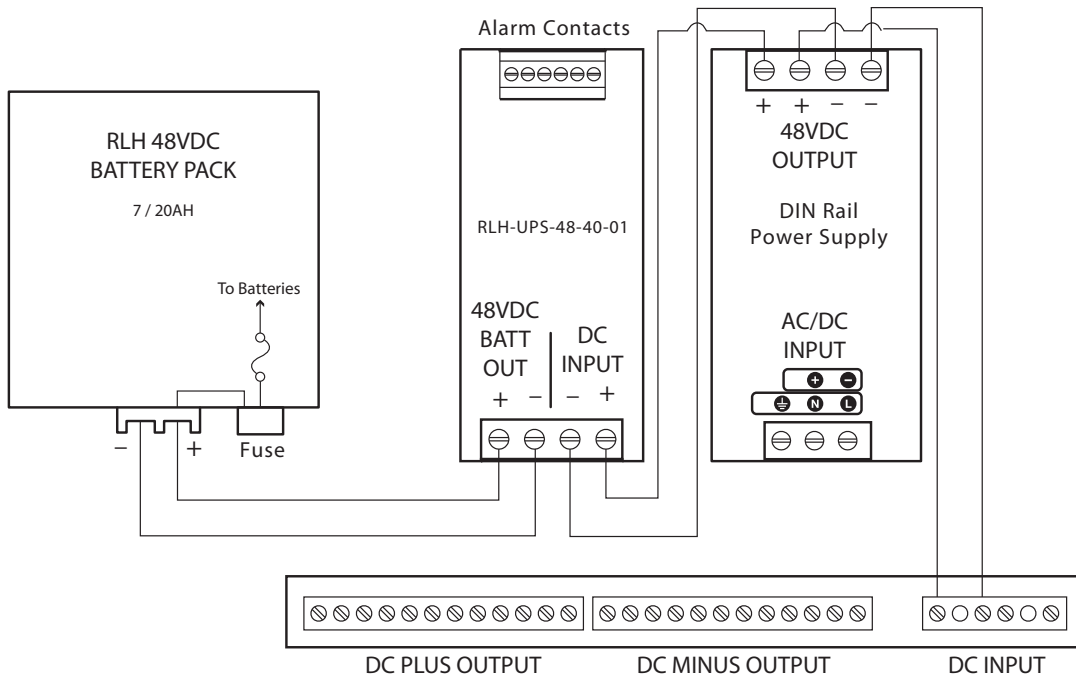 Alarm Contacts
RLH 48VDC
BATTERY PACK
7 / 20AH
To Batteries
− +
Fuse
RLH-UPS-48-40-01
48VDC
BATT
OUT
DC
INPUT
+ − − +
+ + − −
48VDC
OUTPUT
DIN Rail
Power Supply
AC/DC
INPUT
+ −
⏚ N L
DC PLUS OUTPUT
DC MINUS OUTPUT
DC INPUT